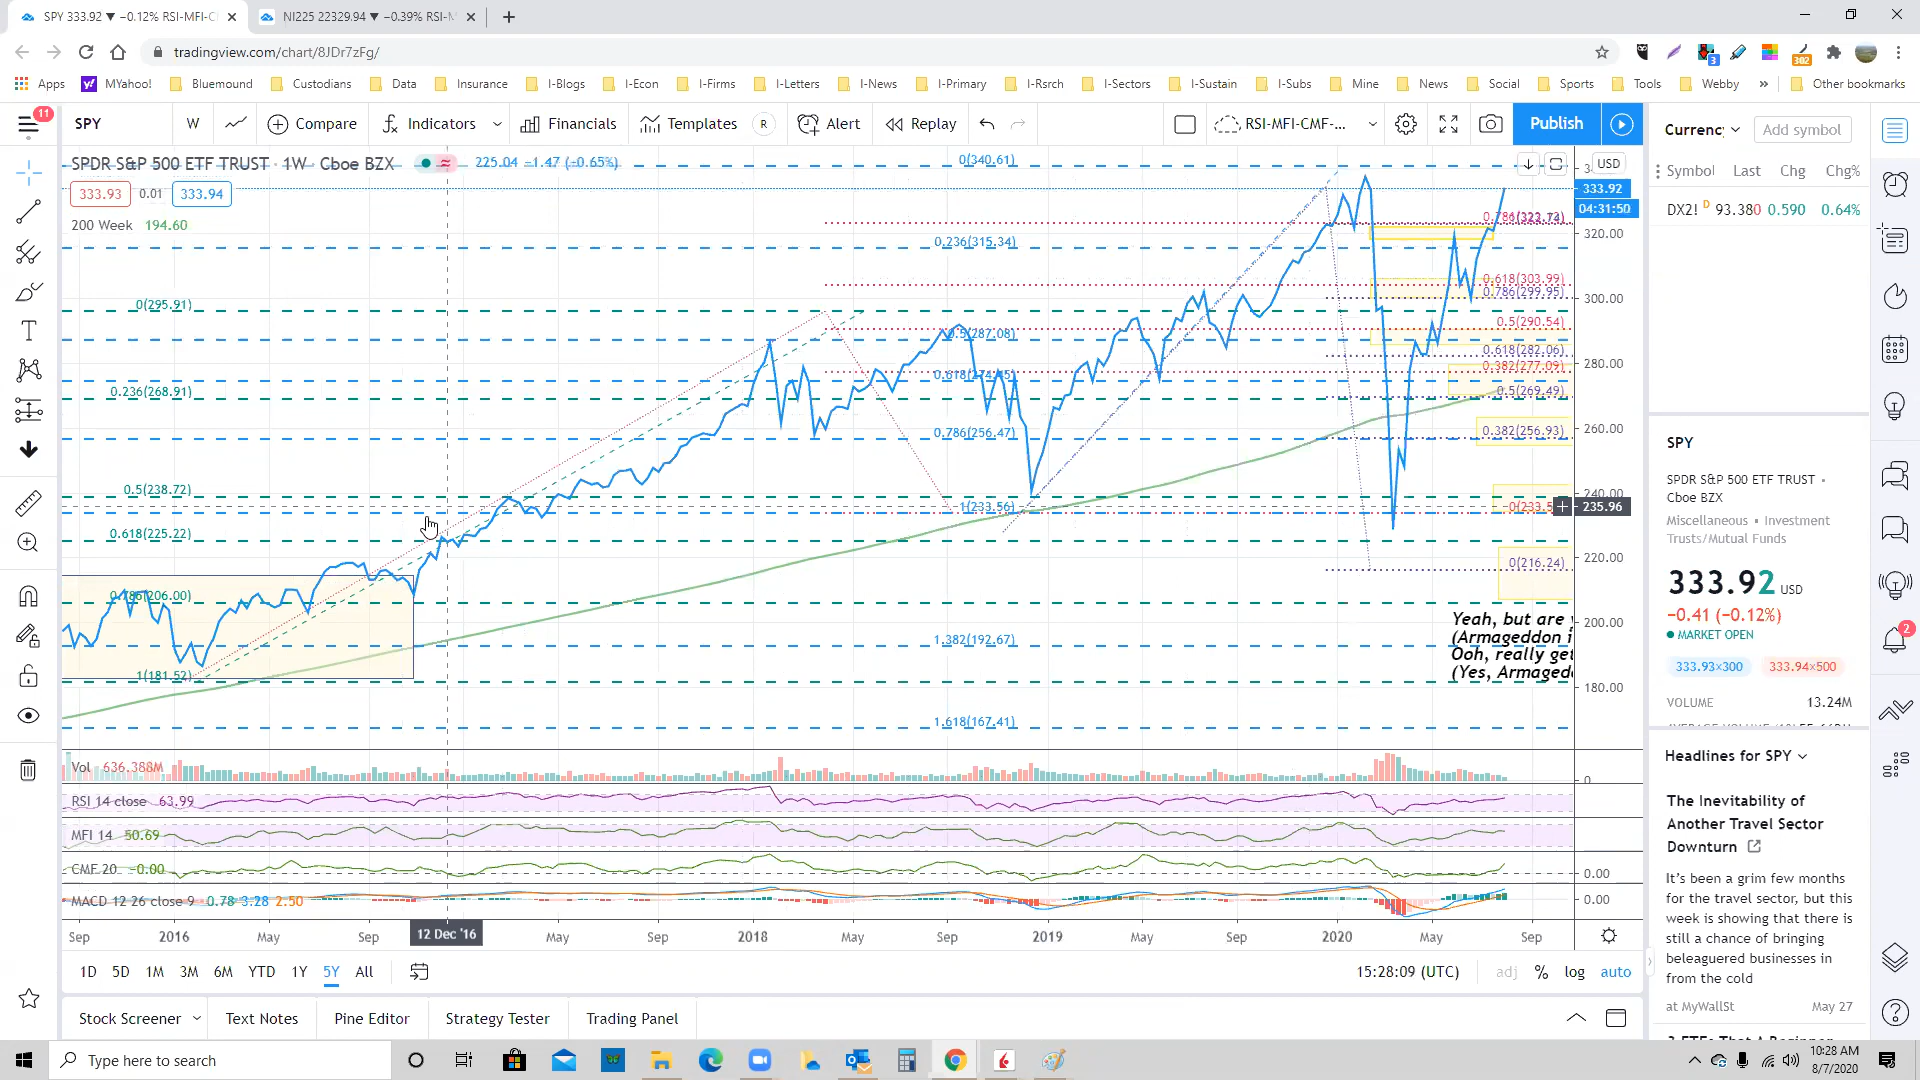 SPY 333.92 ▼ −0.12% RSI-MFI-C
NI225 22329.94 ▼ −0.39% RSI-M
tradingview.com/chart/8JDr7zFg/
3
302
Apps
MYahoo!
Bluemound
Custodians
Data
Insurance
I-Blogs
I-Econ
I-Firms
I-Letters
I-News
I-Primary
I-Rsrch
I-Sectors
I-Sustain
I-Subs
Mine
News
Social
Sports
Tools
Webby
»
Other bookmarks
11
SPY
W
Compare
Indicators
Financials
Templates
R
Alert
Replay
RSI-MFI-CMF-...
Publish
SPDR S&P 500 ETF TRUST · 1W · Cboe BZX
225.04 −1.47 (−0.65%)
333.93
0.01
333.94
200 Week 194.60
0(340.61)
0.236(315.34)
0.5(287.08)
0.618(274.45)
0.786(256.47)
1(233.56)
1.382(192.67)
1.618(167.41)
0(295.91)
0.236(268.91)
0.5(238.72)
0.618(225.22)
0.786(206.00)
1(181.52)
0.618(303.99)
0.786(299.95)
0.5(290.54)
0.618(282.06)
0.382(277.09)
0.5(269.49)
0.382(256.93)
0(233.5
0(216.24)
Yeah, but are
(Armageddon i
Ooh, really get
(Yes, Armaged
USD
333.92
04:31:50
320.00
300.00
280.00
260.00
240.00
235.96
220.00
200.00
180.00
Vol 636.388M
0
RSI 14 close 63.99
MFI 14 50.69
CMF 20 −0.00
0.00
MACD 12 26 close 9 0.78 3.28 2.50
0.00
Sep
2016
May
Sep
12 Dec '16
May
Sep
2018
May
Sep
2019
May
Sep
2020
May
Sep
1D
5D
1M
3M
6M
YTD
1Y
5Y
All
15:28:09 (UTC)
adj
%
log
auto
Stock Screener
Text Notes
Pine Editor
Strategy Tester
Trading Panel
Currency
Add symbol
Symbol
Last
Chg
Chg%
DX2! D 93.380 0.590 0.64%
SPY
SPDR S&P 500 ETF TRUST •
Cboe BZX
Miscellaneous • Investment
Trusts/Mutual Funds
333.92 USD
−0.41 (−0.12%)
MARKET OPEN
333.93×300
333.94×500
VOLUME 13.24M
Headlines for SPY
The Inevitability of
Another Travel Sector
Downturn
It's been a grim few months
for the travel sector, but this
week is showing that there is
still a chance of bringing
beleaguered businesses in
from the cold
at MyWallSt
May 27
2
Type here to search
10:28 AM
8/7/2020